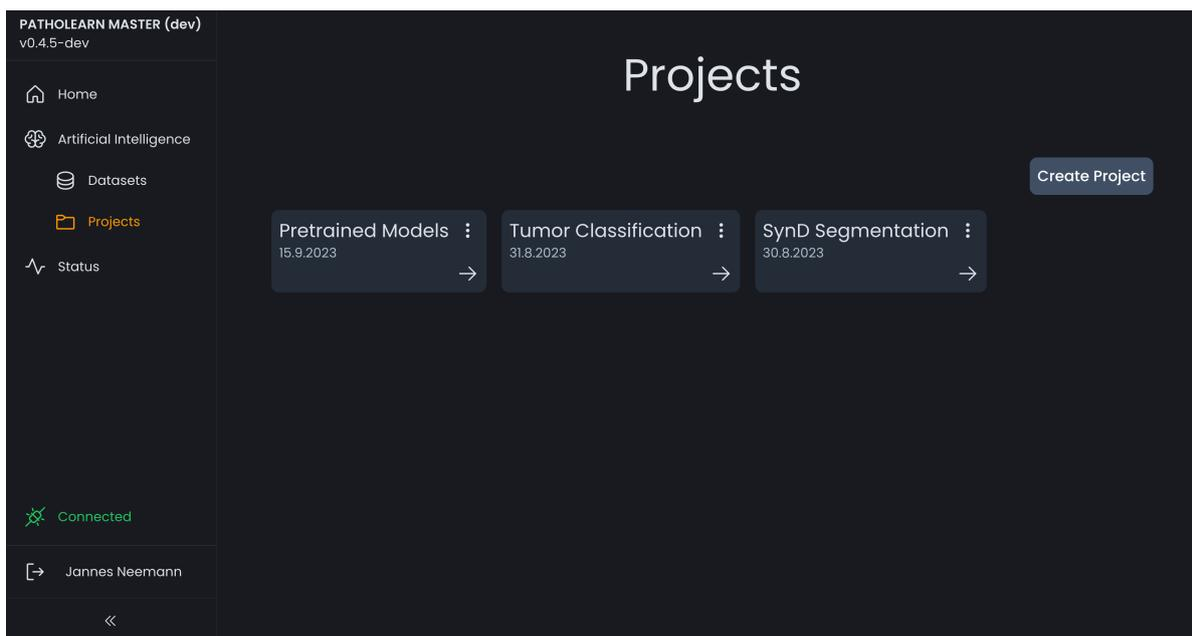 PATHOLEARN MASTER (dev)
v0.4.5-dev
Home
Artificial Intelligence
Datasets
Projects
Status
Connected
Jannes Neemann
Projects
Create Project
Pretrained Models
15.9.2023
Tumor Classification
31.8.2023
SynD Segmentation
30.8.2023